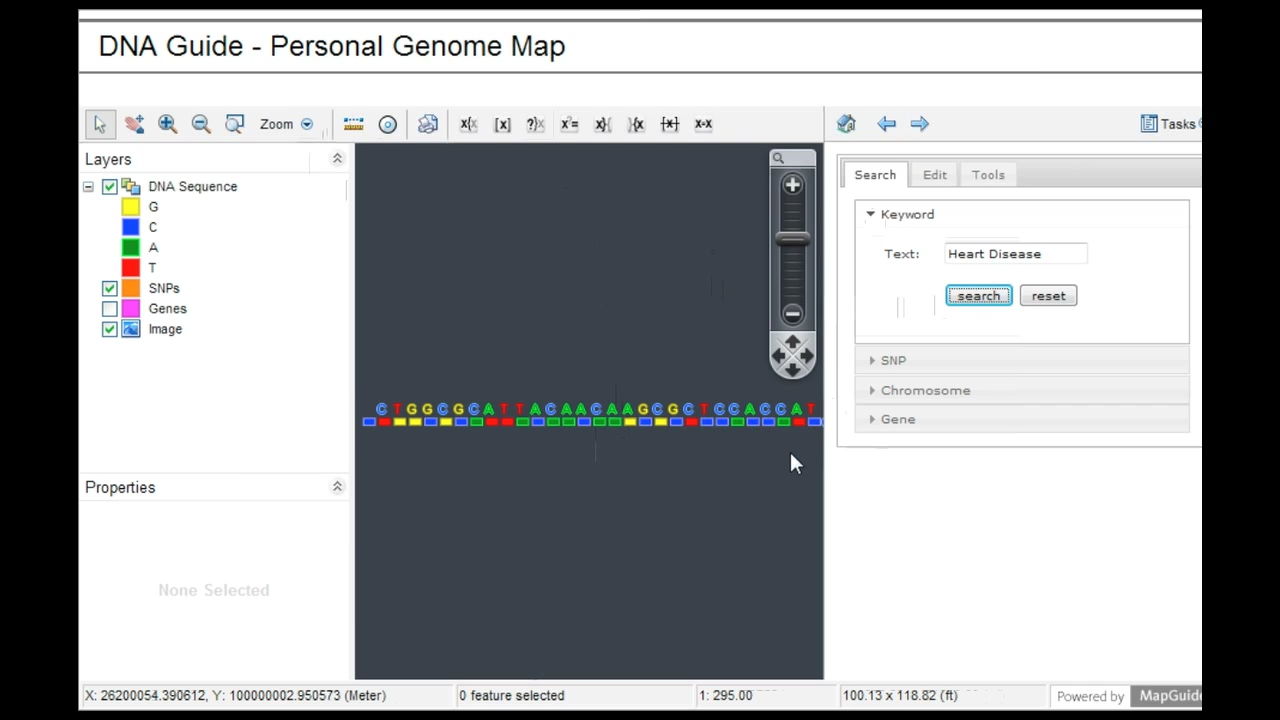 DNA Guide - Personal Genome Map
Zoom
x{x [x] ?}x x²= x}{ }{x {*} x·x
Tasks
Layers
DNA Sequence
G
C
A
T
SNPs
Genes
Image
Properties
None Selected
C T G G C G C A T T A C A A C A A G C G C T C C A C C A T
Search Edit Tools
Keyword
Text: Heart Disease
search reset
SNP
Chromosome
Gene
X: 26200054.390612, Y: 100000002.950573 (Meter) 0 feature selected 1: 295.00 100.13 x 118.82 (ft) Powered by MapGuide